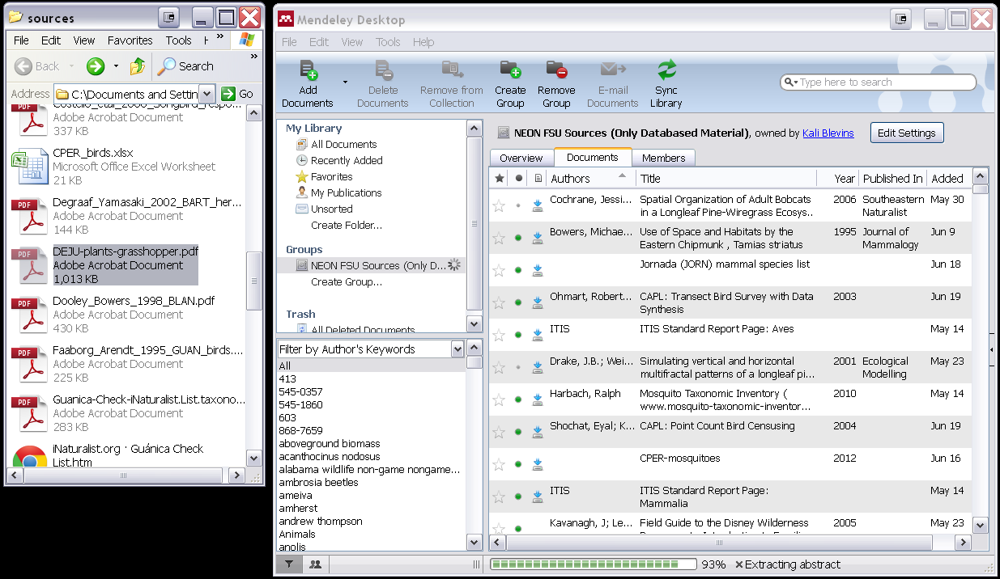 sources
File Edit View Favorites Tools H »
Back Search »
Address C:\Documents and Settin Go
Costollo_etal_2000_Songbird_respo...
Adobe Acrobat Document
337 KB
CPER_birds.xlsx
Microsoft Office Excel Worksheet
21 KB
PDF Degraaf_Yamasaki_2002_BART_her...
Adobe Acrobat Document
144 KB
PDF DEJU-plants-grasshopper.pdf
Adobe Acrobat Document
1,013 KB
PDF Dooley_Bowers_1998_BLAN.pdf
Adobe Acrobat Document
430 KB
PDF Faaborg_Arendt_1995_GUAN_birds....
Adobe Acrobat Document
225 KB
PDF Guanica-Check-iNaturalist.List.taxono...
Adobe Acrobat Document
283 KB
iNaturalist.org · Guánica Check
List.htm
Mendeley Desktop
File Edit View Tools Help
Add Documents
Delete Documents
Remove from Collection
Create Group
Remove Group
E-mail Documents
Sync Library
Type here to search
My Library
All Documents
Recently Added
Favorites
My Publications
Unsorted
Create Folder...
Groups
NEON FSU Sources (Only D...
Create Group...
Trash
All Deleted Documents
Filter by Author's Keywords
All
413
545-0357
545-1860
603
868-7659
aboveground biomass
acanthocinus nodosus
alabama wildlife non-game nongame...
ambrosia beetles
ameiva
amherst
andrew thompson
Animals
anolis
NEON FSU Sources (Only Databased Material), owned by Kali Blevins Edit Settings
Overview Documents Members
Authors Title Year Published In Added
Cochrane, Jessi... Spatial Organization of Adult Bobcats 2006 Southeastern May 30
in a Longleaf Pine-Wiregrass Ecosys.. Naturalist
Bowers, Michae... Use of Space and Habitats by the 1995 Journal of Jun 9
Eastern Chipmunk , Tamias striatus Mammalogy
Jornada (JORN) mammal species list Jun 18
Ohmart, Robert... CAPL: Transect Bird Survey with Data 2003 Jun 19
Synthesis
ITIS ITIS Standard Report Page: Aves May 14
Drake, J.B.; Wei... Simulating vertical and horizontal 2001 Ecological May 23
multifractal patterns of a longleaf pi... Modelling
Harbach, Ralph Mosquito Taxonomic Inventory ( 2010 May 14
www.mosquito-taxonomic-inventor...
Shochat, Eyal; K... CAPL: Point Count Bird Censusing 2004 Jun 19
CPER-mosquitoes 2012 Jun 16
ITIS ITIS Standard Report Page: May 14
Mammalia
Kavanagh, J; Le... Field Guide to the Disney Wilderness 2005 May 23
93% Extracting abstract